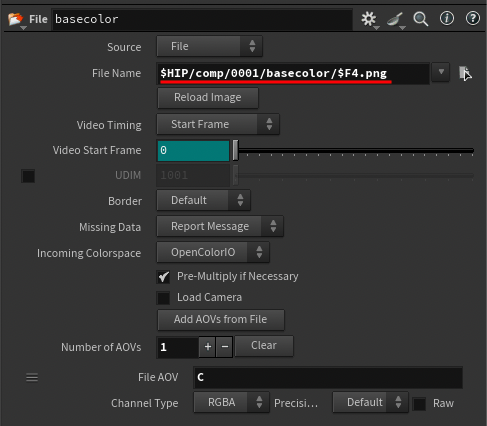 File basecolor
Source File
File Name $HIP/comp/0001/basecolor/$F4.png
Reload Image
Video Timing Start Frame
Video Start Frame 0
UDIM 1001
Border Default
Missing Data Report Message
Incoming Colorspace OpenColorIO
Pre-Multiply if Necessary
Load Camera
Add AOVs from File
Number of AOVs 1 + − Clear
File AOV C
Channel Type RGBA Precisi... Default Raw